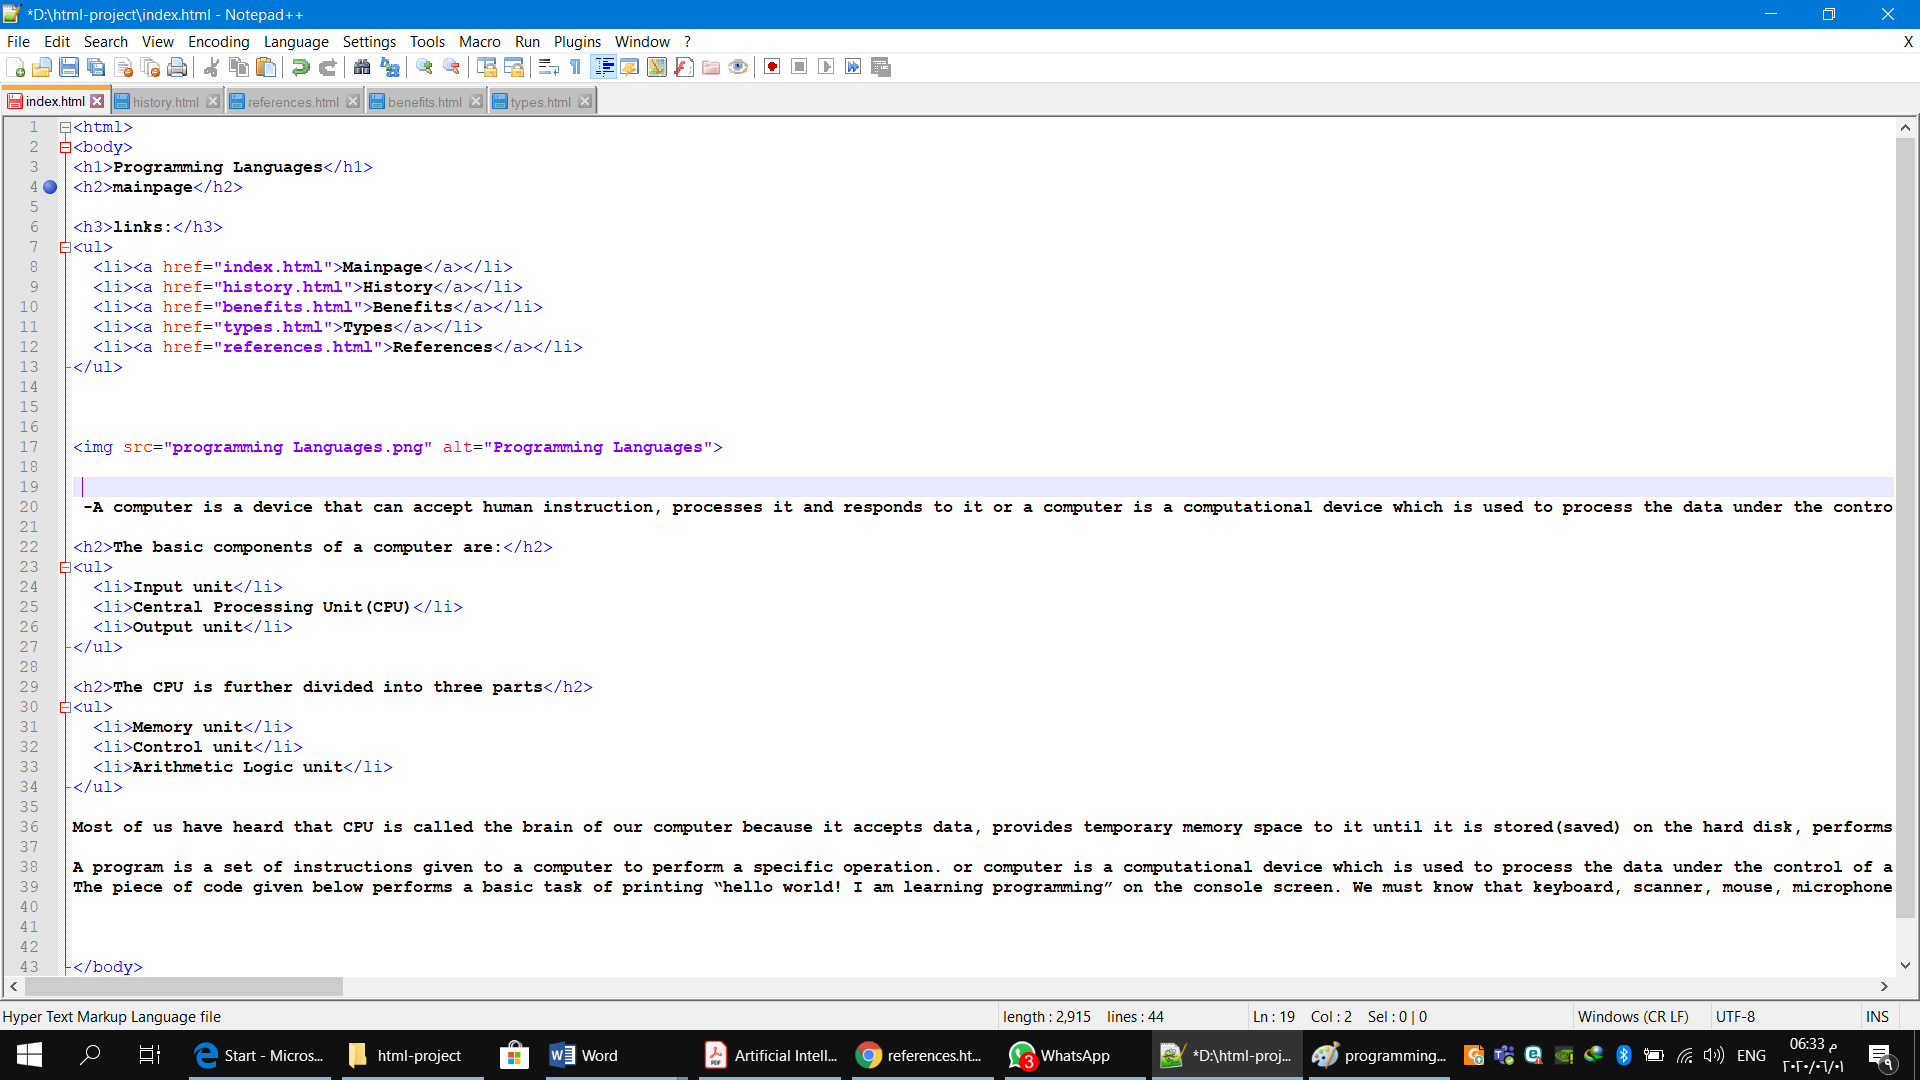 *D:\html-project\index.html - Notepad++
File Edit Search View Encoding Language Settings Tools Macro Run Plugins Window ? X
index.html history.html references.html benefits.html types.html
1 <html>
2 <body>
3 <h1>Programming Languages</h1>
4 <h2>mainpage</h2>
5
6 <h3>links:</h3>
7 <ul>
8 <li><a href="index.html">Mainpage</a></li>
9 <li><a href="history.html">History</a></li>
10 <li><a href="benefits.html">Benefits</a></li>
11 <li><a href="types.html">Types</a></li>
12 <li><a href="references.html">References</a></li>
13 </ul>
14
15
16
17 <img src="programming Languages.png" alt="Programming Languages">
18
19
20 -A computer is a device that can accept human instruction, processes it and responds to it or a computer is a computational device which is used to process the data under the contro
21
22 <h2>The basic components of a computer are:</h2>
23 <ul>
24 <li>Input unit</li>
25 <li>Central Processing Unit(CPU)</li>
26 <li>Output unit</li>
27 </ul>
28
29 <h2>The CPU is further divided into three parts</h2>
30 <ul>
31 <li>Memory unit</li>
32 <li>Control unit</li>
33 <li>Arithmetic Logic unit</li>
34 </ul>
35
36 Most of us have heard that CPU is called the brain of our computer because it accepts data, provides temporary memory space to it until it is stored(saved) on the hard disk, performs
37
38 A program is a set of instructions given to a computer to perform a specific operation. or computer is a computational device which is used to process the data under the control of a
39 The piece of code given below performs a basic task of printing “hello world! I am learning programming” on the console screen. We must know that keyboard, scanner, mouse, microphone
40
41
42
43 </body>
Hyper Text Markup Language file length : 2,915 lines : 44 Ln : 19 Col : 2 Sel : 0 | 0 Windows (CR LF) UTF-8 INS
Start - Micros... html-project Word Artificial Intell... references.ht... 3 WhatsApp *D:\html-proj... programming... ENG 06:33 م
٢٠٢٠/٠٦/٠١ ٩